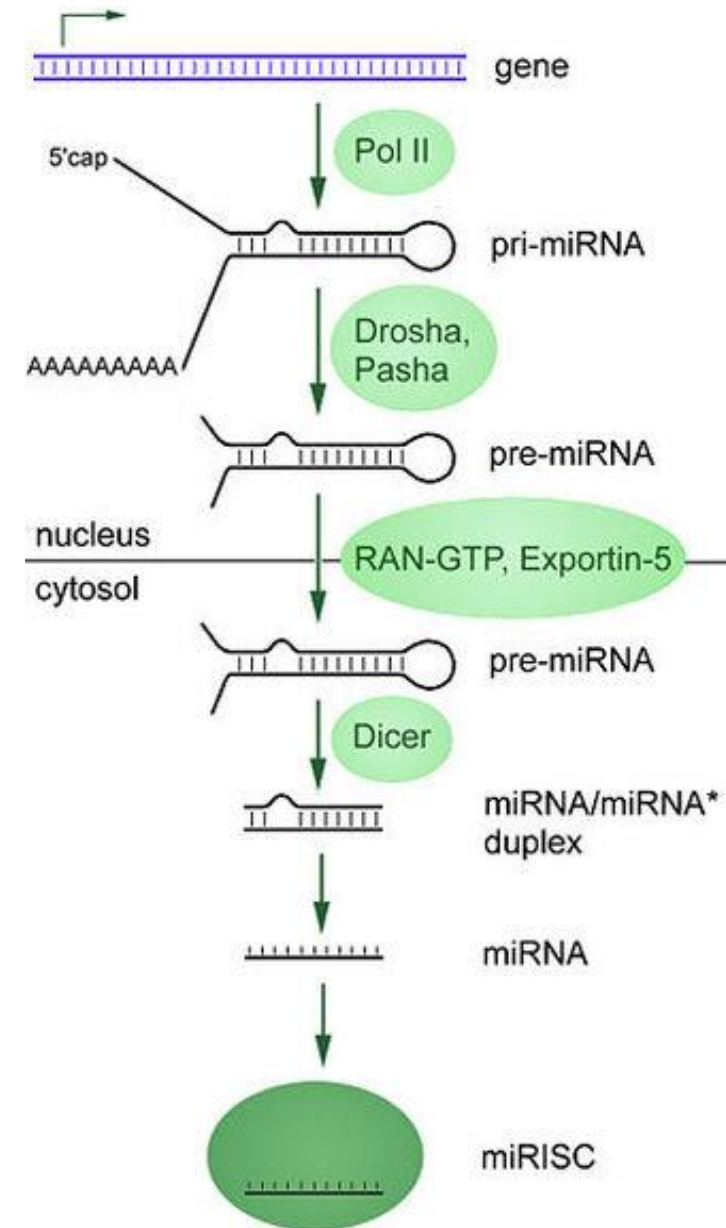 gene
Pol II
5'cap
pri-miRNA
Drosha,
Pasha
AAAAAAAAA
pre-miRNA
nucleus
RAN-GTP, Exportin-5
cytosol
pre-miRNA
Dicer
miRNA/miRNA*
duplex
miRNA
miRISC